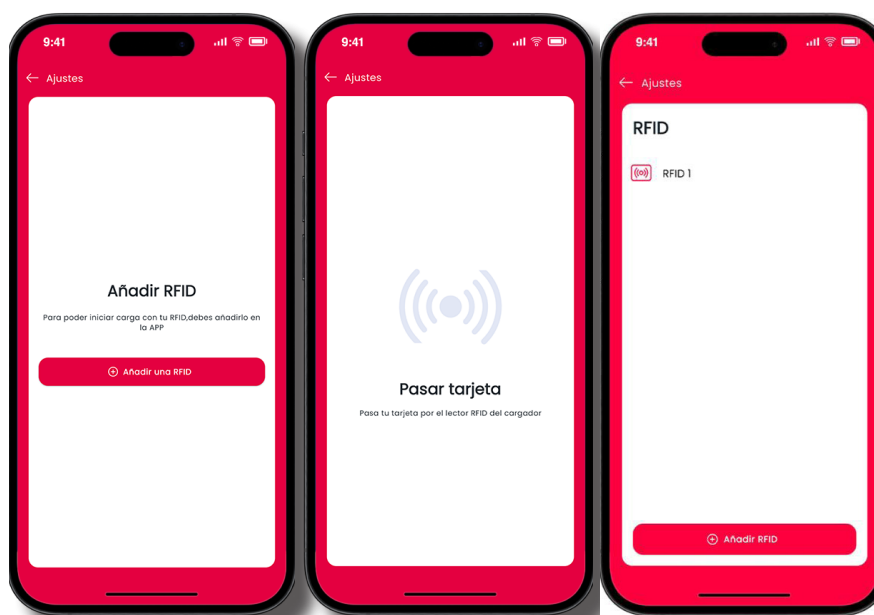 9:41
Ajustes
Añadir RFID
Para poder iniciar carga con tu RFID,debes añadirlo en
la APP
Añadir una RFID
9:41
Ajustes
Pasar tarjeta
Pasa tu tarjeta por el lector RFID del cargador
9:41
Ajustes
RFID
RFID 1
Añadir RFID